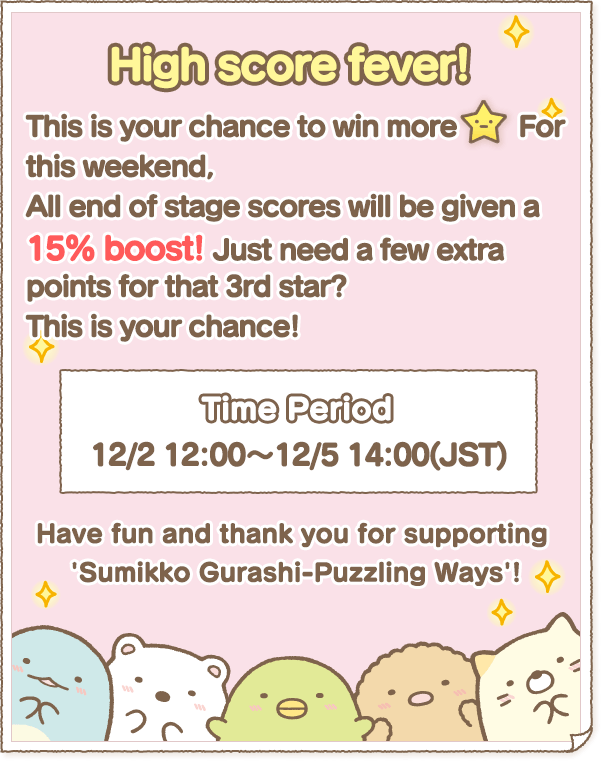 High score fever!
This is your chance to win more For
this weekend,
All end of stage scores will be given a
15% boost! Just need a few extra
points for that 3rd star?
This is your chance!
Time Period
12/2 12:00～12/5 14:00(JST)
Have fun and thank you for supporting
'Sumikko Gurashi-Puzzling Ways'!